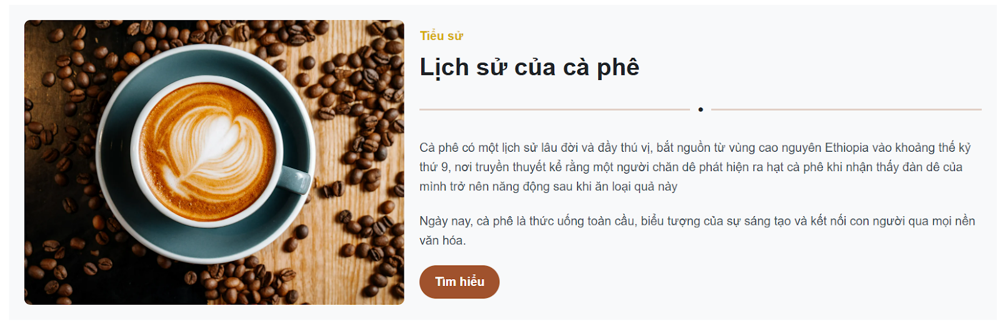 Tiểu sử
Lịch sử của cà phê
Cà phê có một lịch sử lâu đời và đầy thú vị, bắt nguồn từ vùng cao nguyên Ethiopia vào khoảng thế kỷ
thứ 9, nơi truyền thuyết kể rằng một người chăn dê phát hiện ra hạt cà phê khi nhận thấy đàn dê của
mình trở nên năng động sau khi ăn loại quả này
Ngày nay, cà phê là thức uống toàn cầu, biểu tượng của sự sáng tạo và kết nối con người qua mọi nền
văn hóa.
Tìm hiểu